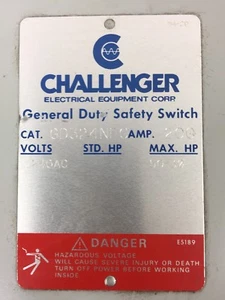 CHALLENGER
ELECTRICAL EQUIPMENT CORP.
General Duty Safety Switch
CAT. AMP.
VOLTS STD. HP MAX. HP
DANGER E5189
HAZARDOUS VOLTAGE.
WILL CAUSE SEVERE INJURY OR DEATH
TURN OFF POWER BEFORE WORKING
INSIDE